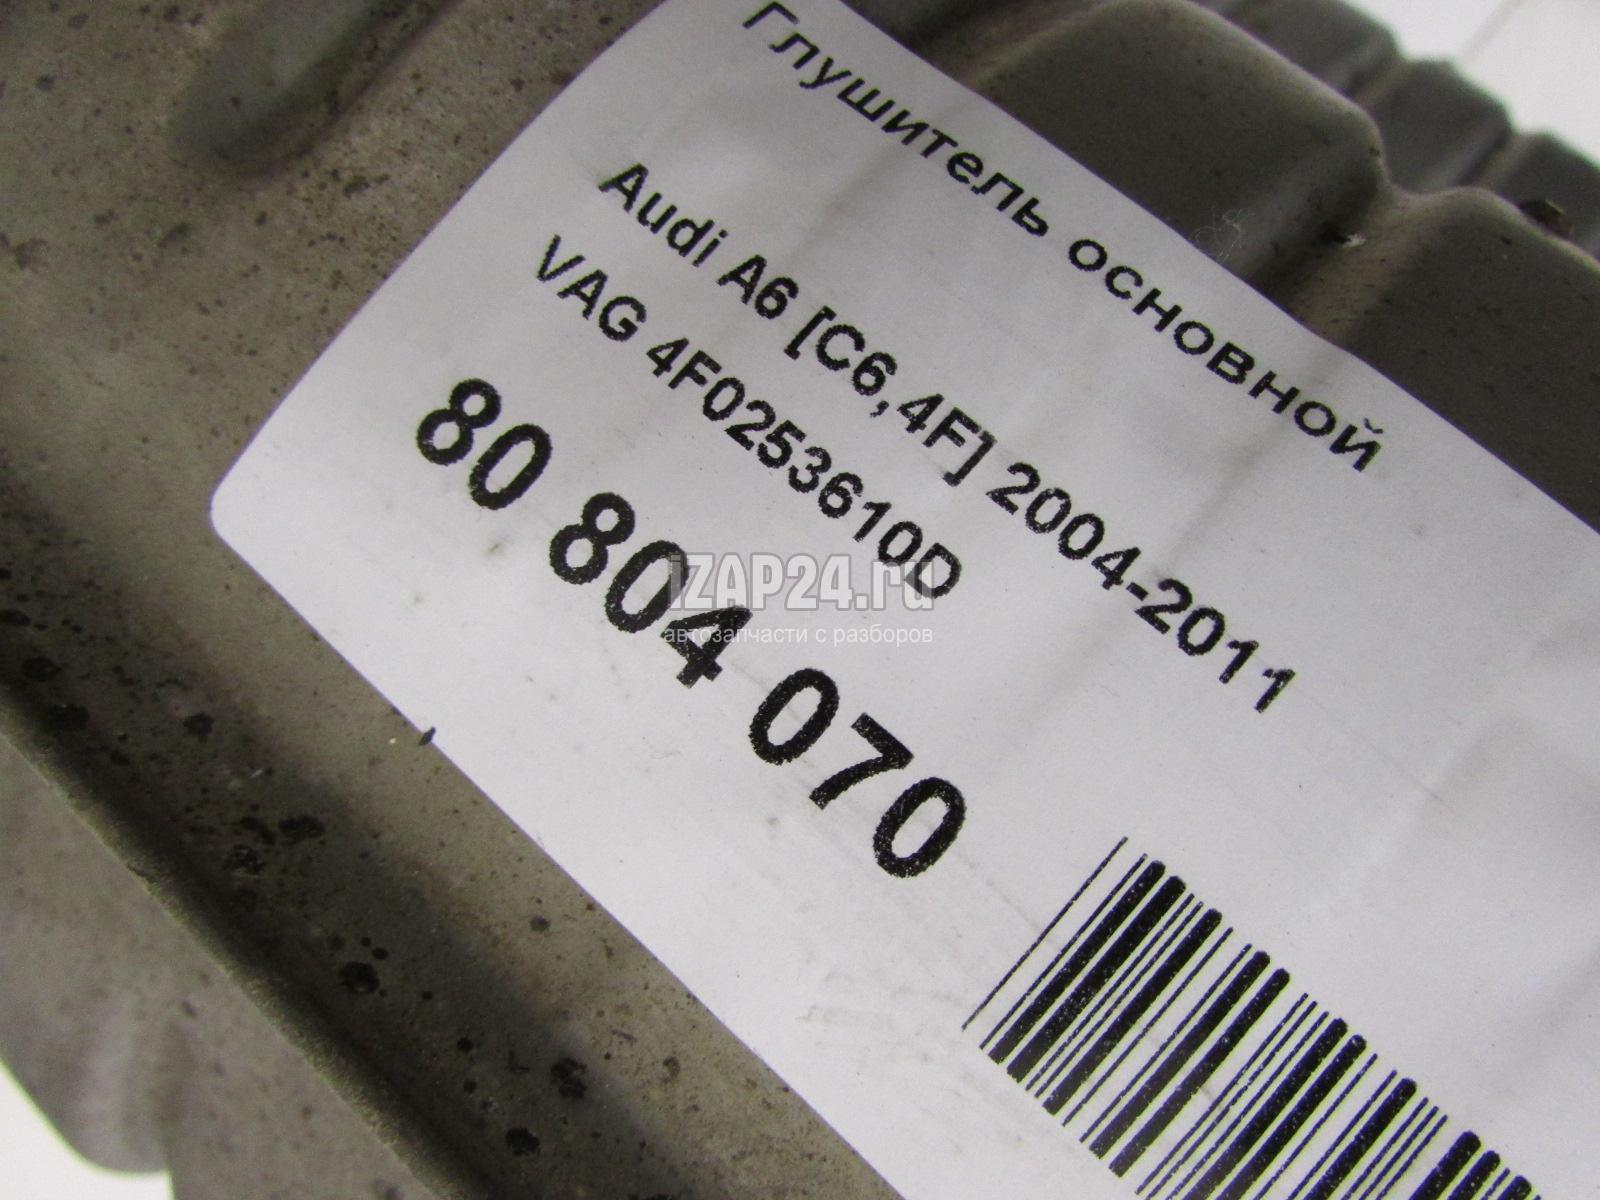 Глушитель основной
Audi A6 [C6,4F] 2004-2011
VAG 4F0253610D
80 804 070
iZAP24.ru
автозапчасти с разборов